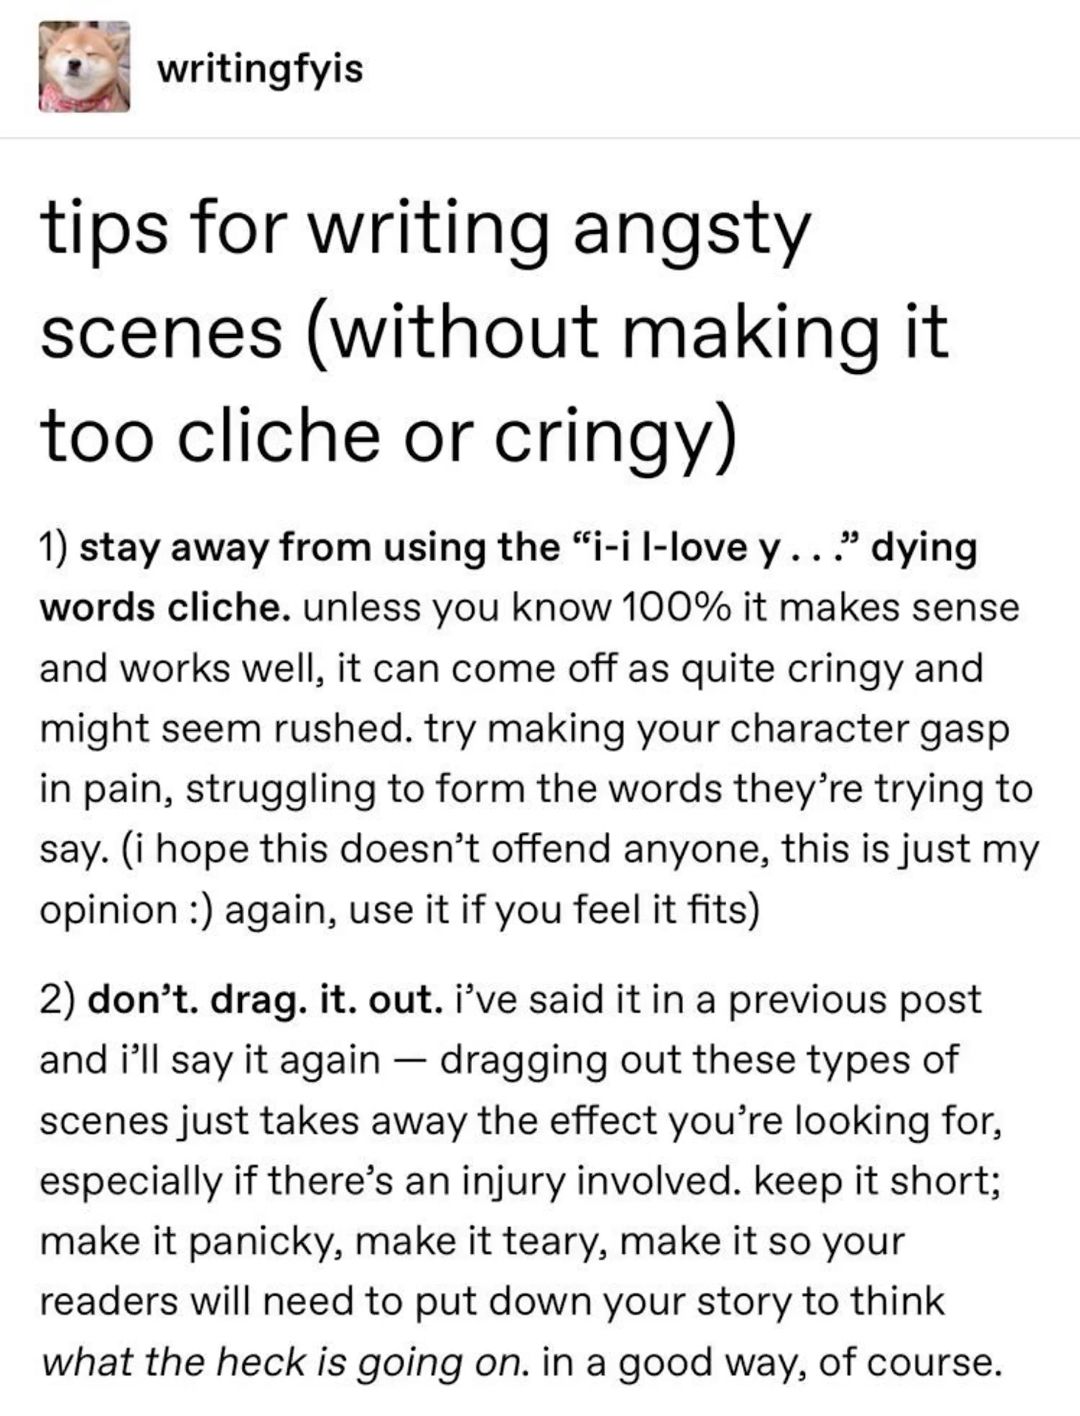 writingfyis
tips for writing angsty
scenes (without making it
too cliche or cringy)
1) stay away from using the “i-i l-love y . . .” dying
words cliche. unless you know 100% it makes sense
and works well, it can come off as quite cringy and
might seem rushed. try making your character gasp
in pain, struggling to form the words they’re trying to
say. (i hope this doesn’t offend anyone, this is just my
opinion :) again, use it if you feel it fits)
2) don’t. drag. it. out. i’ve said it in a previous post
and i’ll say it again — dragging out these types of
scenes just takes away the effect you’re looking for,
especially if there’s an injury involved. keep it short;
make it panicky, make it teary, make it so your
readers will need to put down your story to think
what the heck is going on. in a good way, of course.